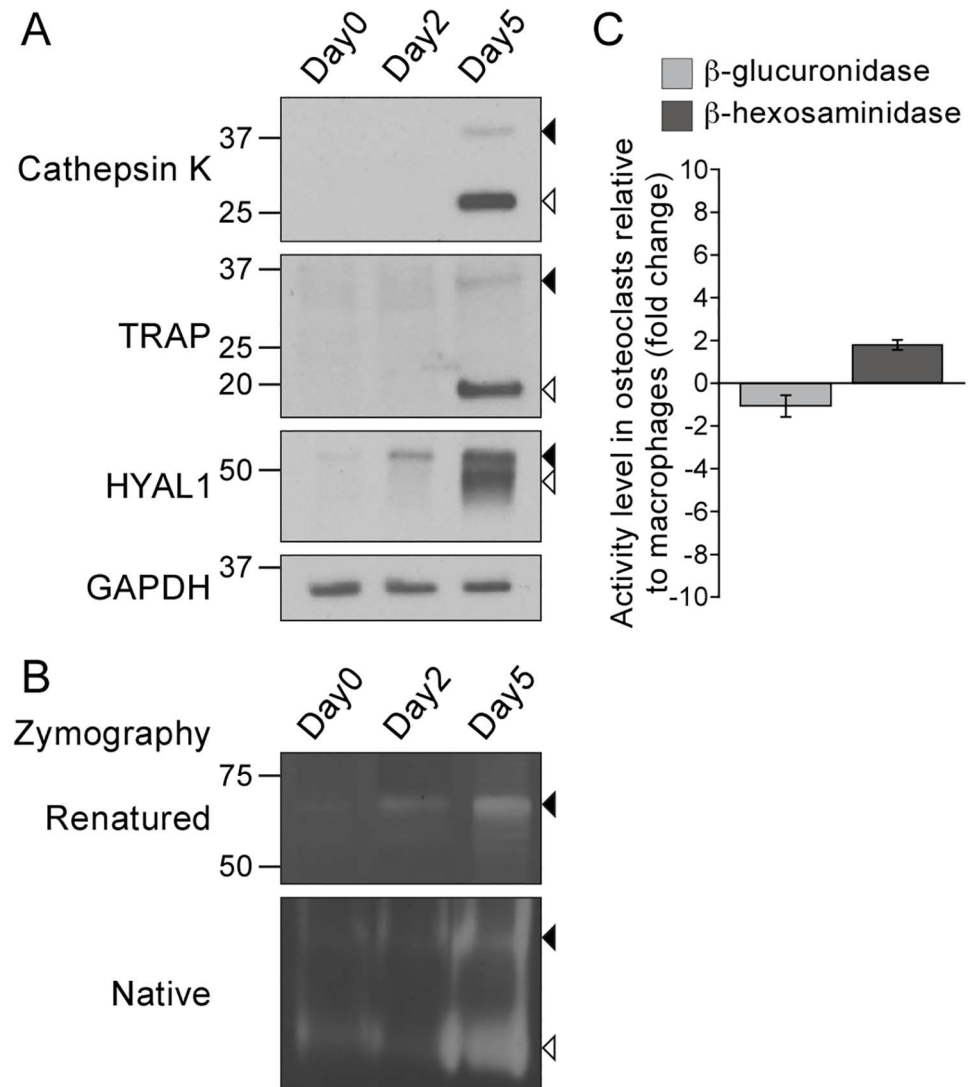 A
Day0 Day2 Day5
Cathepsin K
37
25
TRAP
37
25
20
HYAL1
50
GAPDH
37
B
Zymography
Day0 Day2 Day5
Renatured
75
50
Native
C
β-glucuronidase
β-hexosaminidase
Activity level in osteoclasts relative
to macrophages (fold change)
10
8
6
4
2
0
-2
-4
-6
-8
-10